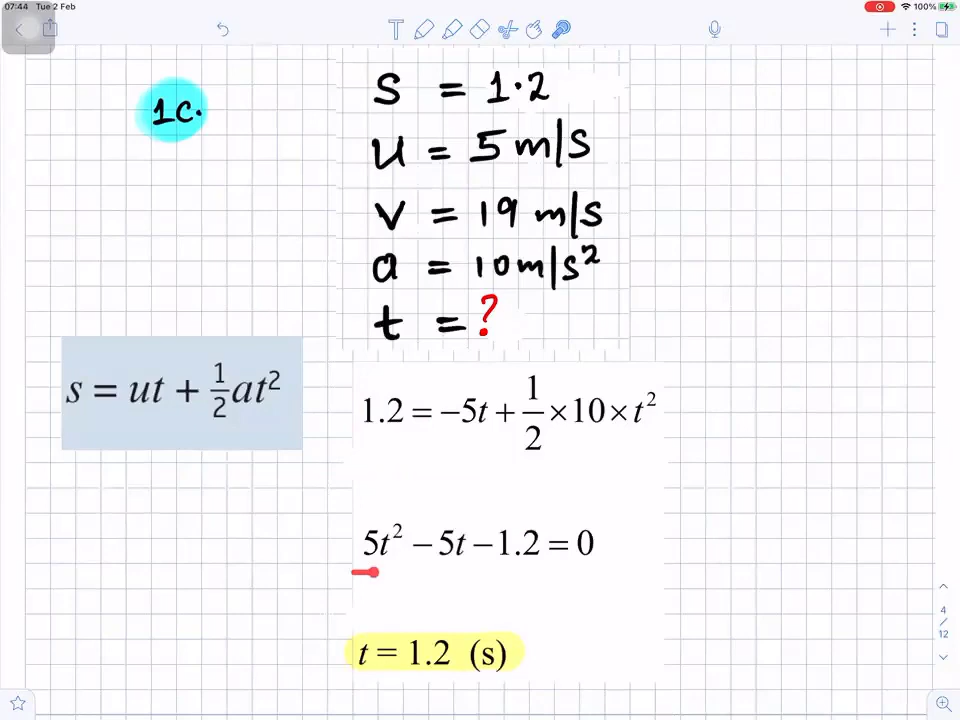 07:44 Tue 2 Feb
100%
T
1c.
s = 1.2
u = 5 m/s
v = 19 m/s
a = 10 m/s²
t = ?
s = ut + ½at²
1.2 = −5t + 1/2 × 10 × t²
5t² − 5t − 1.2 = 0
t = 1.2 (s)
4
/
12